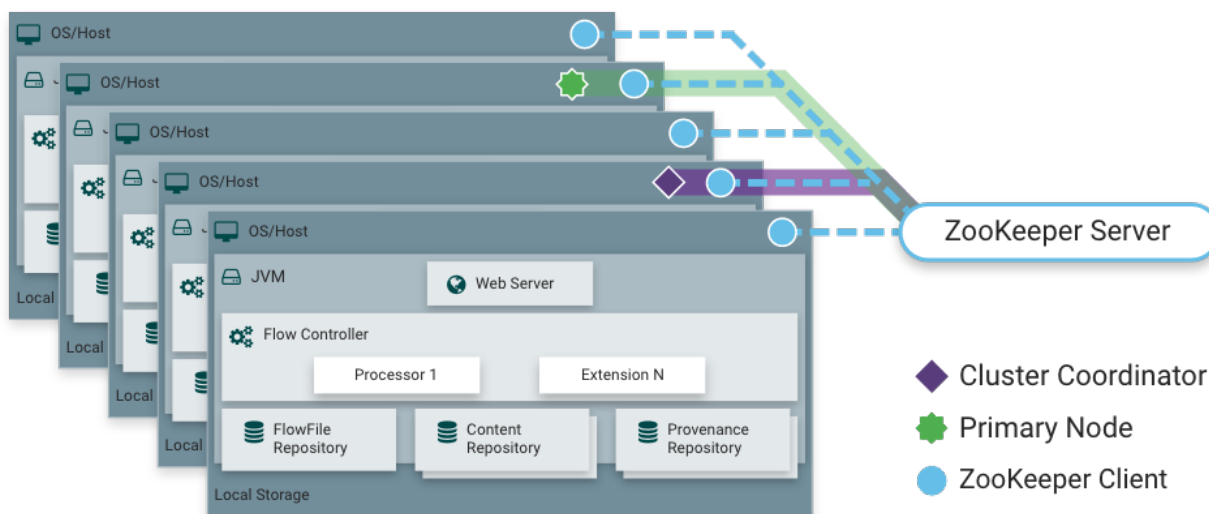 OS/Host
OS/Host
OS/Host
OS/Host
OS/Host
ZooKeeper Server
JVM
Web Server
Flow Controller
Processor 1
Extension N
FlowFile
Repository
Content
Repository
Provenance
Repository
Local
Local
Local
Local
Local Storage
Cluster Coordinator
Primary Node
ZooKeeper Client